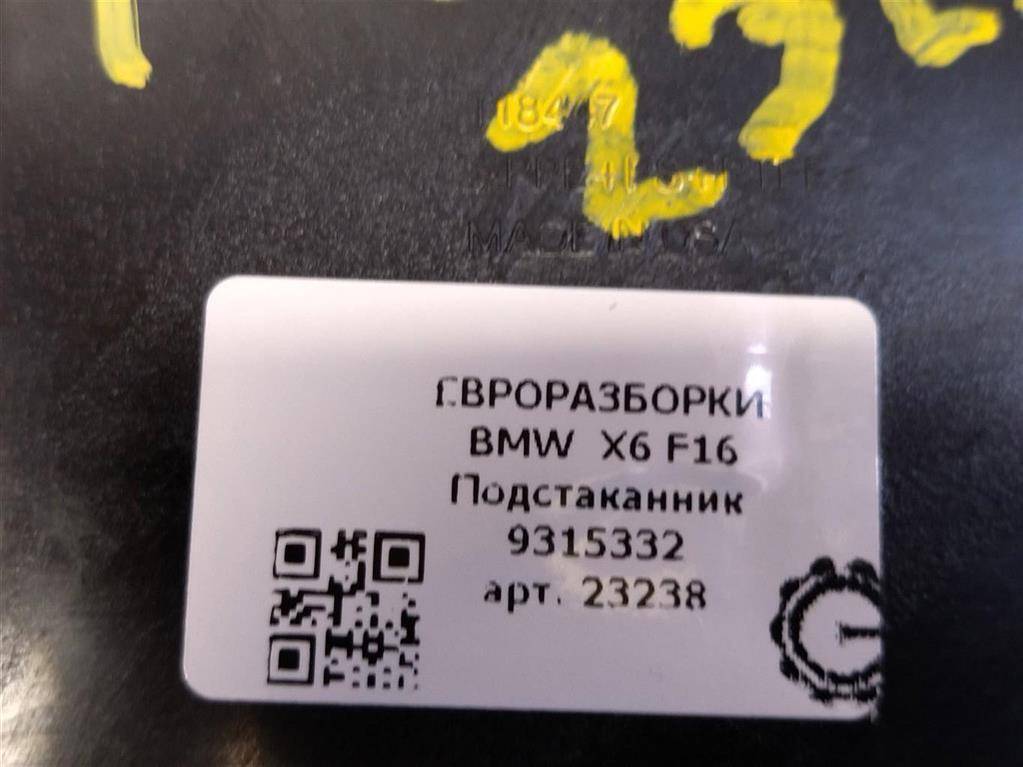 MADE IN USA
ЕВРОРАЗБОРКИ
BMW X6 F16
Подстаканник
9315332
арт. 23238